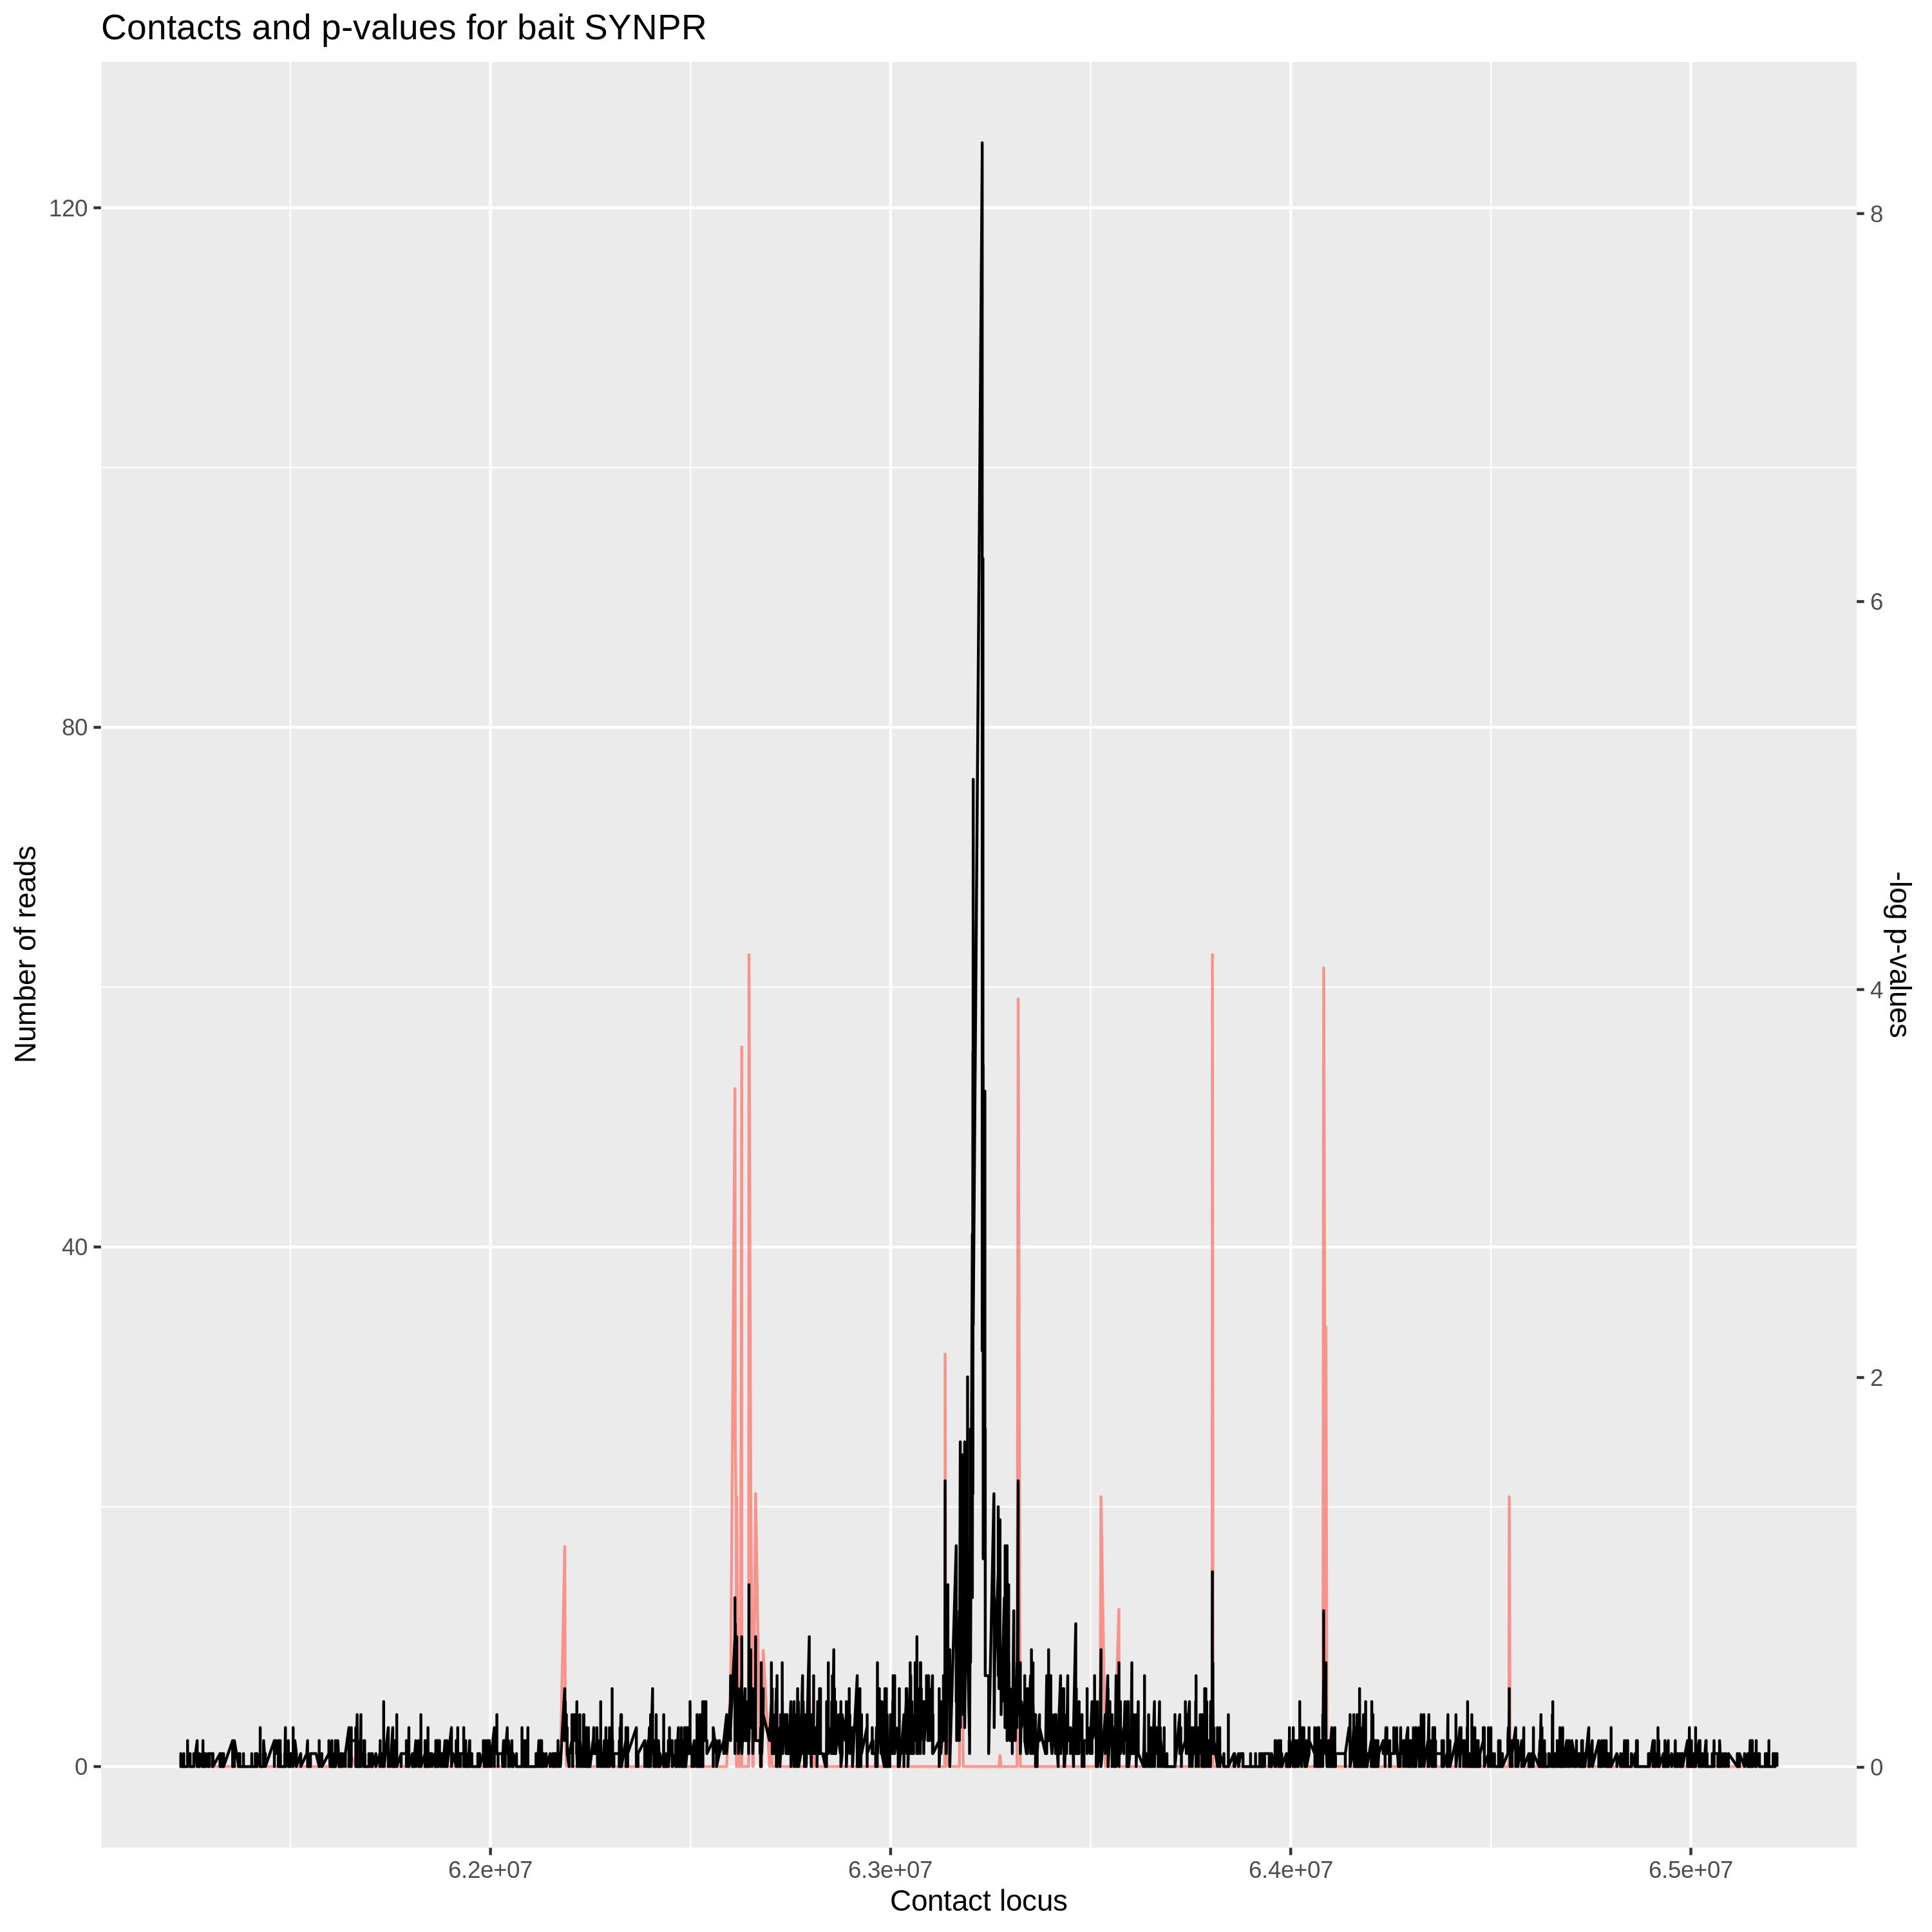 Contacts and p-values for bait SYNPR
120
80
40
0
Number of reads
8
6
4
2
0
-log p-values
6.2e+07
6.3e+07
6.4e+07
6.5e+07
Contact locus